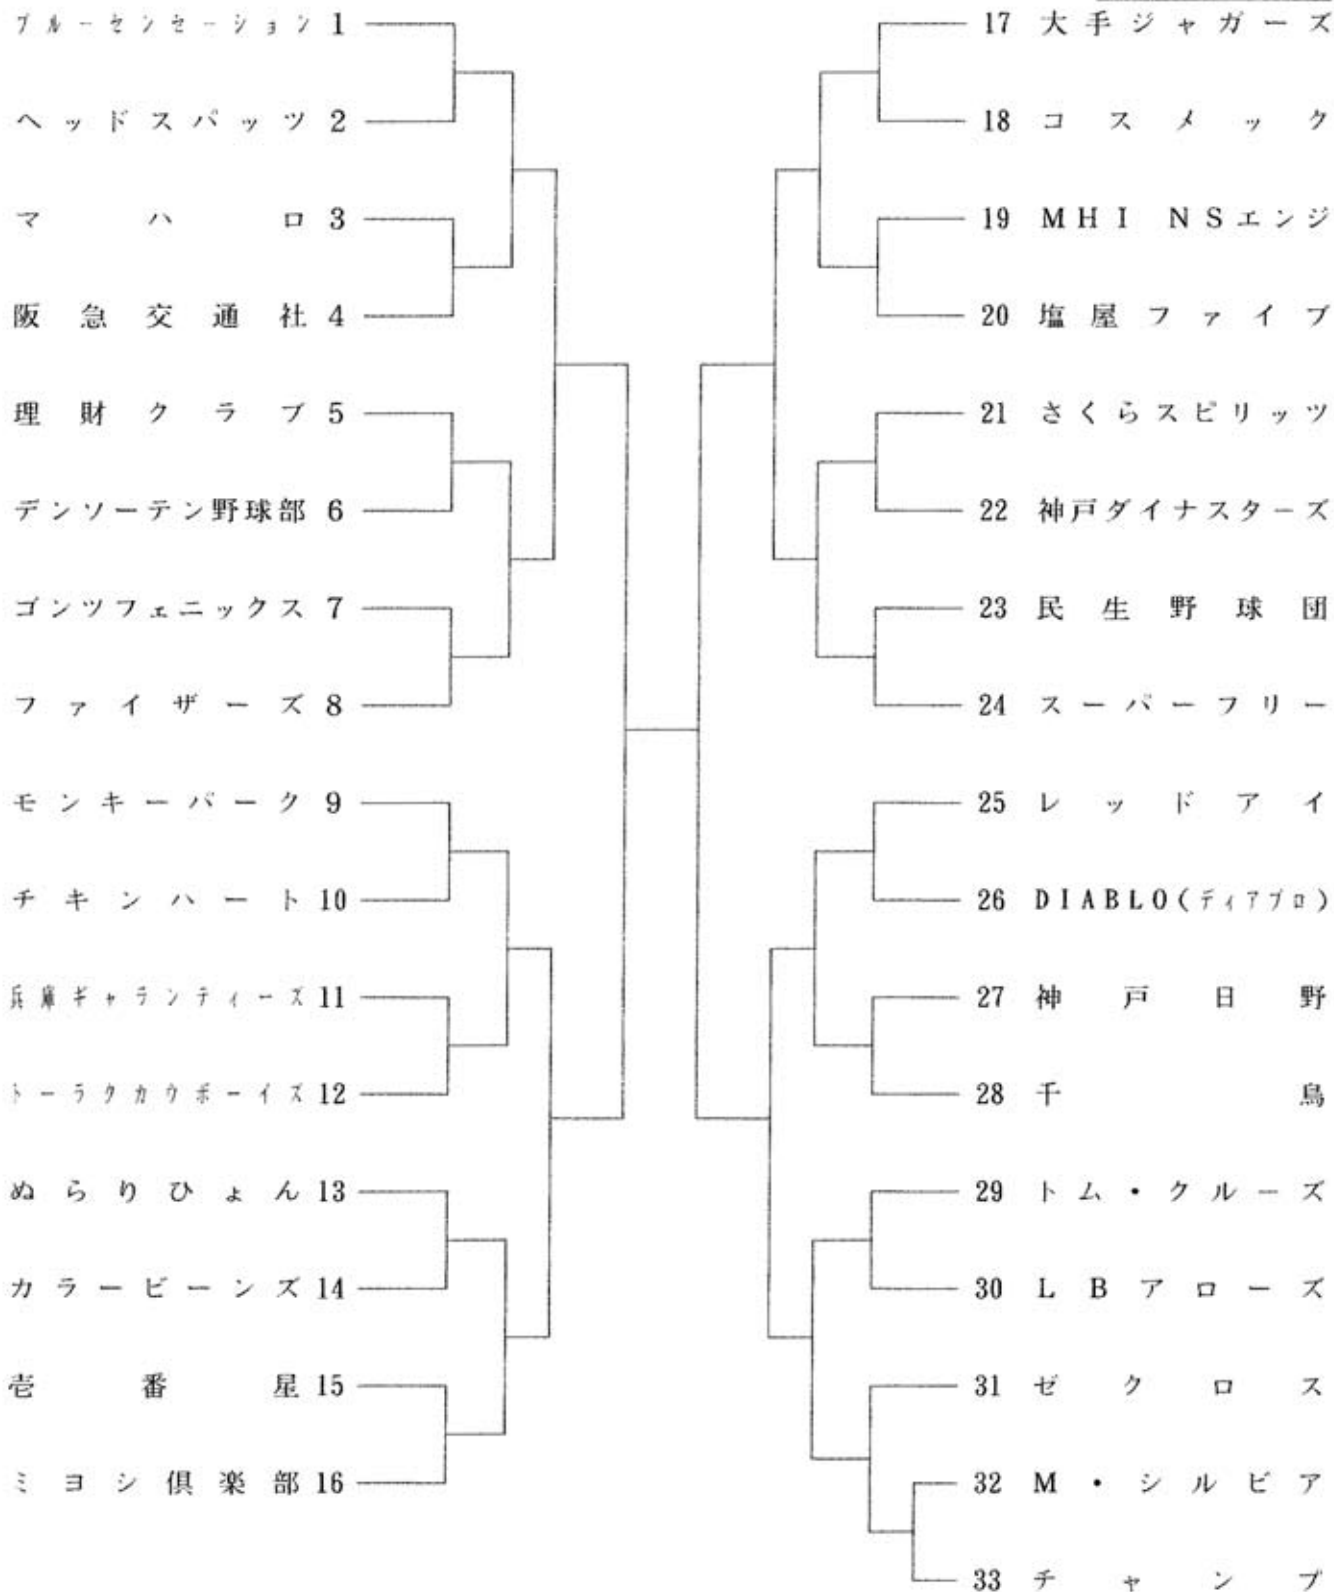 ブルーセンセーション 1
ヘッドスパッツ 2
マハロ 3
阪急交通社 4
理財クラブ 5
デンソーテン野球部 6
ゴンツフェニックス 7
ファイザーズ 8
モンキーパーク 9
チキンハート 10
兵庫ギャランティーズ 11
トーラクカウボーイズ 12
ぬらりひょん 13
カラービーンズ 14
壱番星 15
ミヨシ倶楽部 16
17 大手ジャガーズ
18 コスメック
19 MHI NSエンジ
20 塩屋ファイブ
21 さくらスピリッツ
22 神戸ダイナスターズ
23 民生野球団
24 スーパーフリー
25 レッドアイ
26 DIABLO(ディアブロ)
27 神戸日野
28 千鳥
29 トム・クルーズ
30 LBアローズ
31 ゼクロス
32 M・シルビア
33 チャンプ